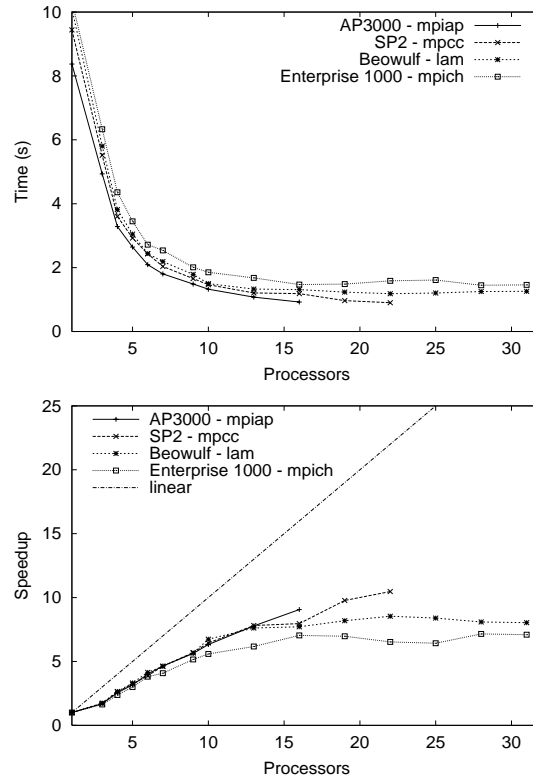 AP3000 - mpiap
SP2 - mpcc
Beowulf - lam
Enterprise 1000 - mpich
10
8
6
4
2
0
Time (s)
5 10 15 20 25 30
Processors
AP3000 - mpiap
SP2 - mpcc
Beowulf - lam
Enterprise 1000 - mpich
linear
25
20
15
10
5
0
Speedup
5 10 15 20 25 30
Processors